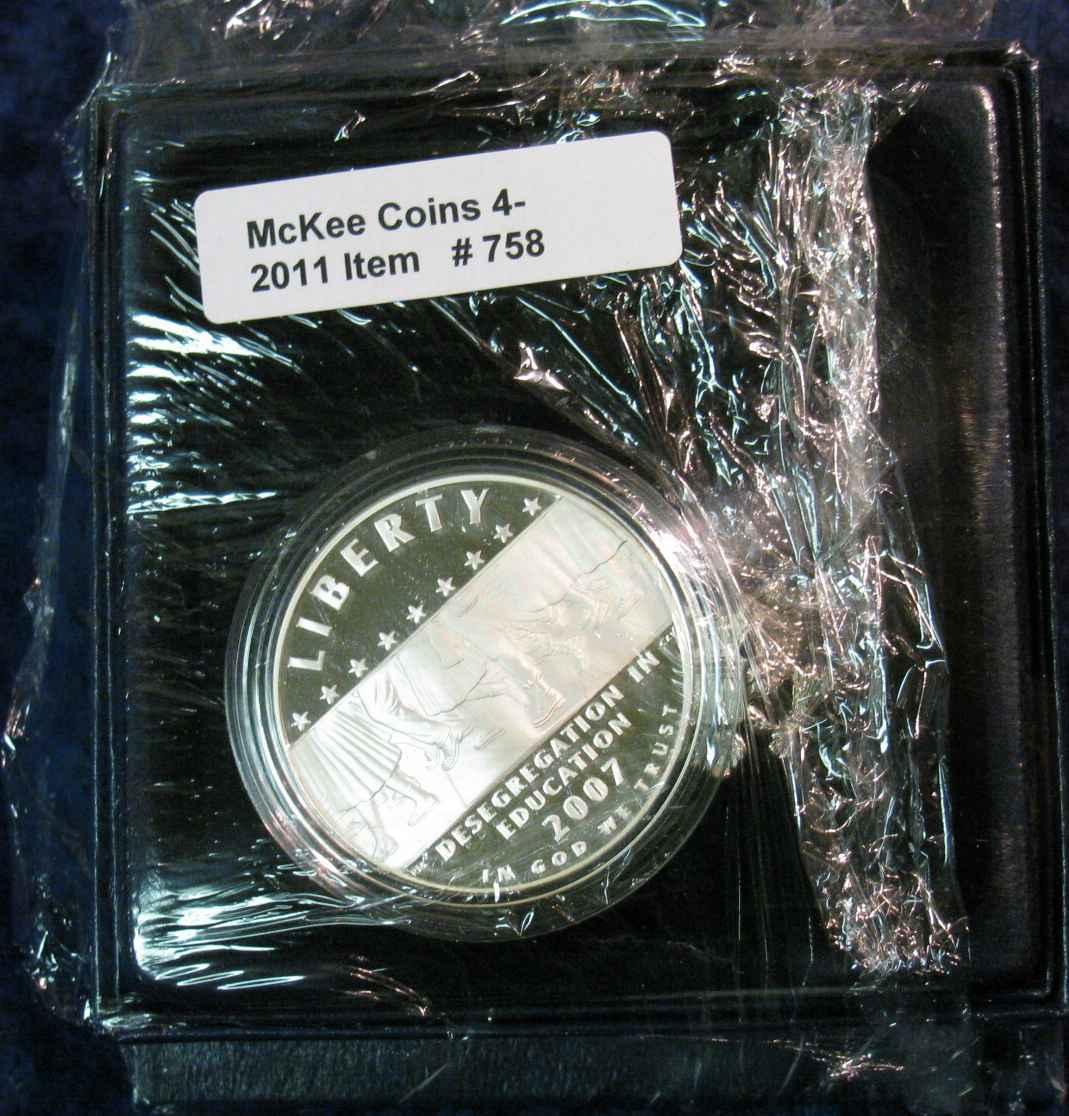 McKee Coins 4-
2011 Item # 758
LIBERTY
DESEGREGATION IN
EDUCATION
2007
IN GOD WE TRUST